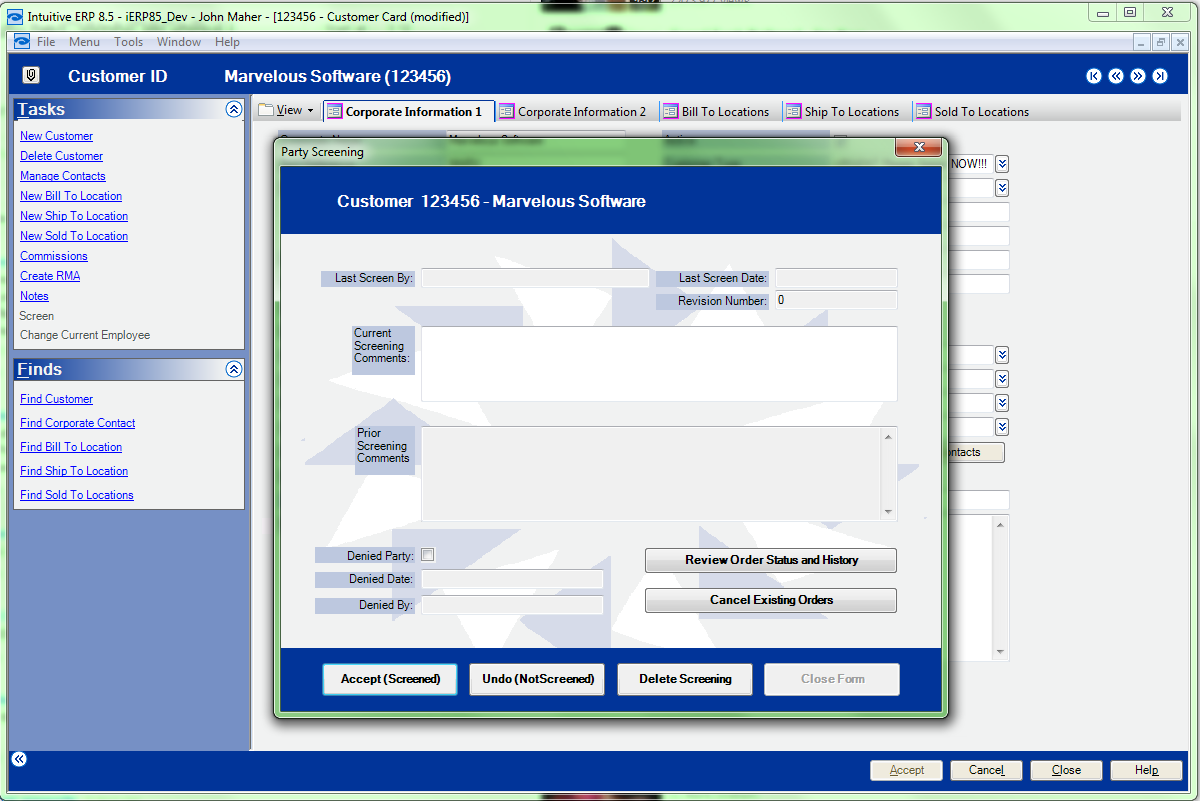 Intuitive ERP 8.5 - iERP85_Dev - John Maher - [123456 - Customer Card (modified)]
File Menu Tools Window Help
Customer ID Marvelous Software (123456)
Tasks
New Customer
Delete Customer
Manage Contacts
New Bill To Location
New Ship To Location
New Sold To Location
Commissions
Create RMA
Notes
Screen
Change Current Employee
Finds
Find Customer
Find Corporate Contact
Find Bill To Location
Find Ship To Location
Find Sold To Locations
View Corporate Information 1 Corporate Information 2 Bill To Locations Ship To Locations Sold To Locations
NOW!!!
Party Screening
Customer 123456 - Marvelous Software
Last Screen By: Last Screen Date:
Revision Number: 0
Current
Screening
Comments:
Prior
Screening
Comments
Denied Party:
Denied Date:
Denied By:
Review Order Status and History
Cancel Existing Orders
Accept (Screened) Undo (NotScreened) Delete Screening Close Form
Accept Cancel Close Help